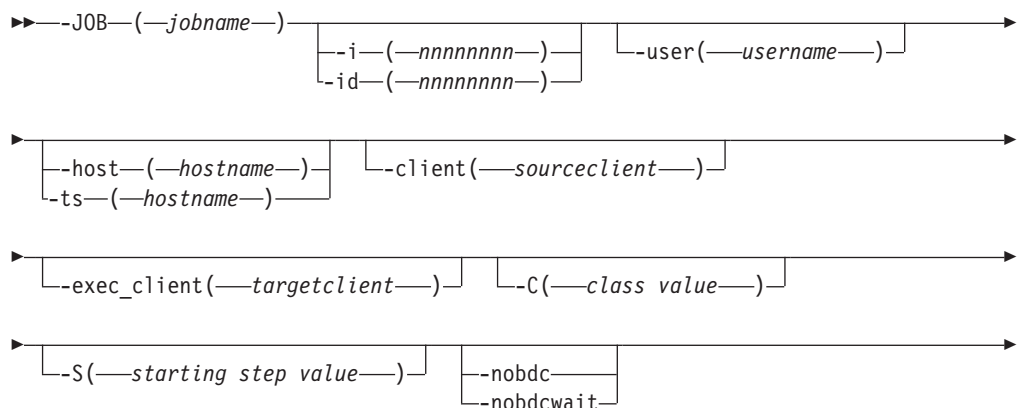 -JOB ( jobname ) -i ( nnnnnnnn ) -user( username )
-id ( nnnnnnnn )
-host ( hostname ) -client( sourceclient )
-ts ( hostname )
-exec_client( targetclient ) -C( class value )
-S( starting step value ) -nobdc
-nobdcwait